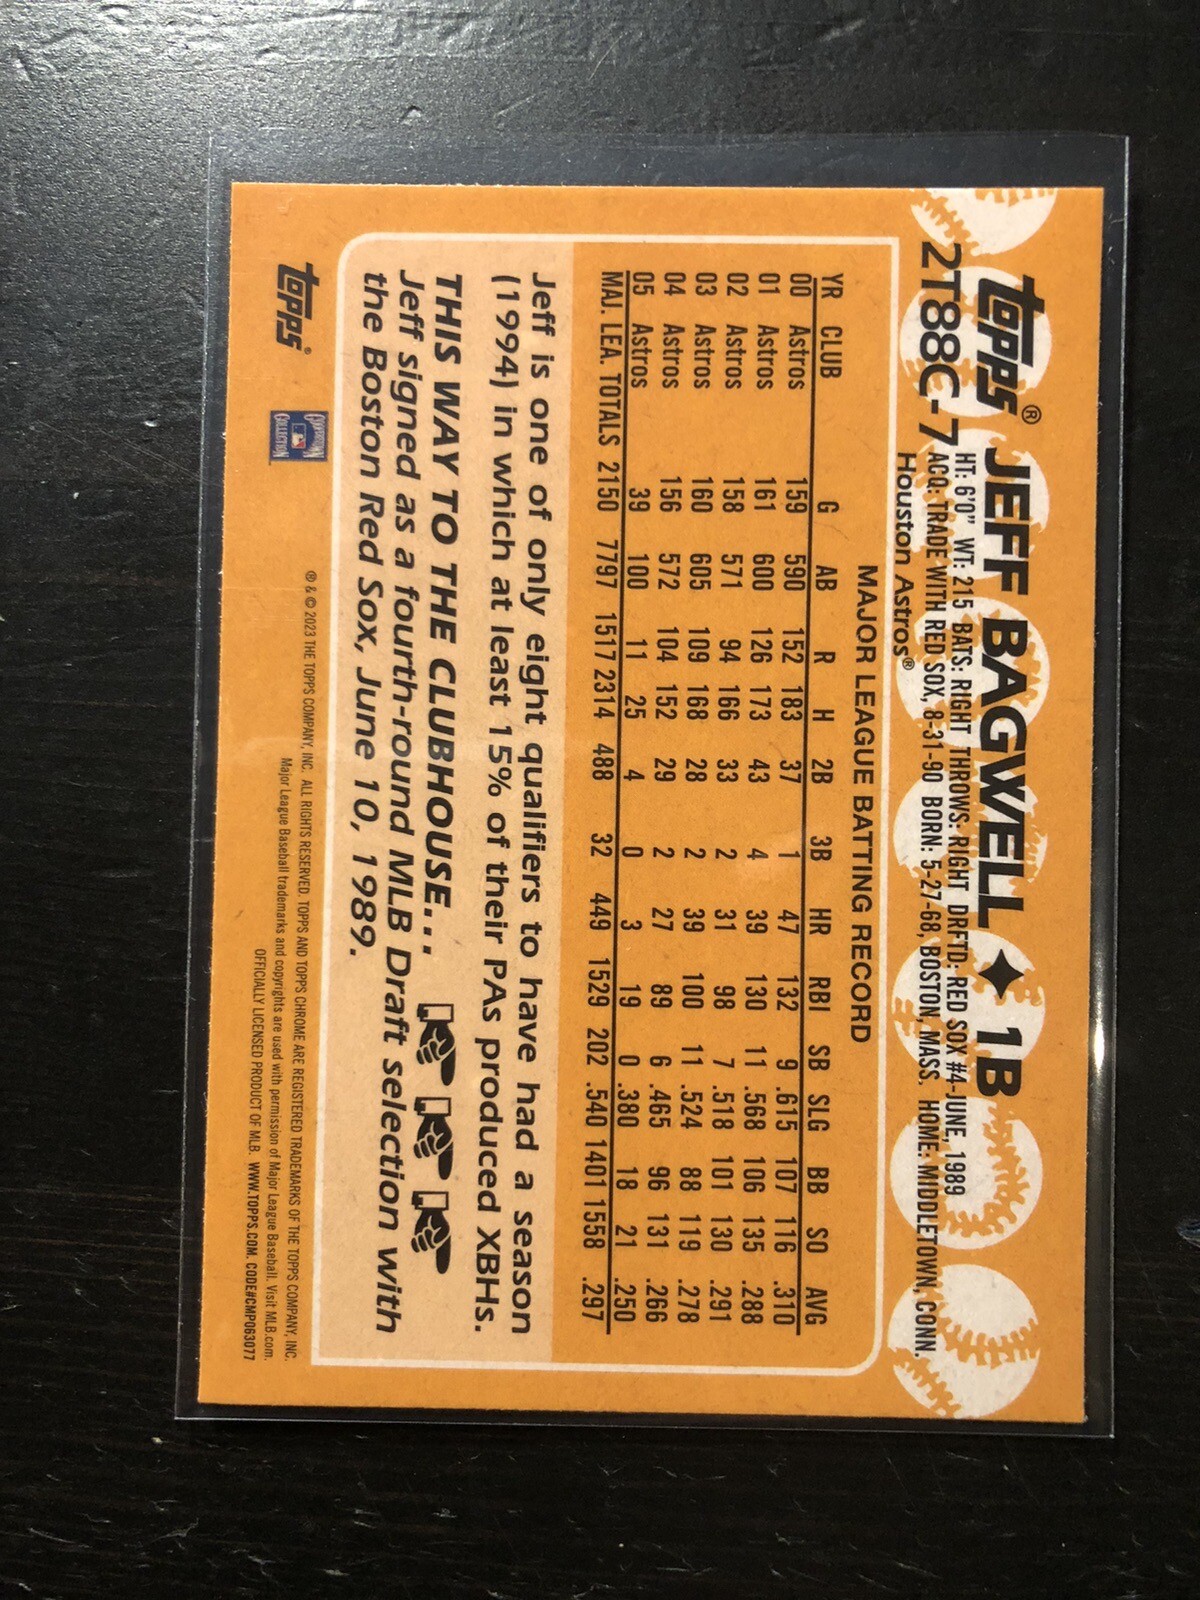 topps® JEFF BAGWELL ✦ 1B
2T88C-7 HT: 6'0" WT: 215 BATS: RIGHT THROWS: RIGHT DRFTD: RED SOX #4-JUNE, 1989
ACQ: TRADE WITH RED SOX, 8-31-90 BORN: 5-27-68, BOSTON, MASS. HOME: MIDDLETOWN, CONN.
Houston Astros®
MAJOR LEAGUE BATTING RECORD
YR CLUB G AB R H 2B 3B HR RBI SB SLG BB SO AVG
00 Astros 159 590 152 183 37 1 47 132 9 .615 107 116 .310
01 Astros 161 600 126 173 43 4 39 130 11 .568 106 135 .288
02 Astros 158 571 94 166 33 2 31 98 7 .518 101 130 .291
03 Astros 160 605 109 168 28 2 39 100 11 .524 88 119 .278
04 Astros 156 572 104 152 29 2 27 89 6 .465 96 131 .266
05 Astros 39 100 11 25 4 0 3 19 0 .380 18 21 .250
MAJ. LEA. TOTALS 2150 7797 1517 2314 488 32 449 1529 202 .540 1401 1558 .297
Jeff is one of only eight qualifiers to have had a season
(1994) in which at least 15% of their PAs produced XBHs.
THIS WAY TO THE CLUBHOUSE...
Jeff signed as a fourth-round MLB Draft selection with
the Boston Red Sox, June 10, 1989.
topps®
COOPERSTOWN
COLLECTION
® & © 2023 THE TOPPS COMPANY, INC. ALL RIGHTS RESERVED. TOPPS AND TOPPS CHROME ARE REGISTERED TRADEMARKS OF THE TOPPS COMPANY, INC.
Major League Baseball trademarks and copyrights are used with permission of Major League Baseball. Visit MLB.com.
OFFICIALLY LICENSED PRODUCT OF MLB. WWW.TOPPS.COM. CODE#CMP063077